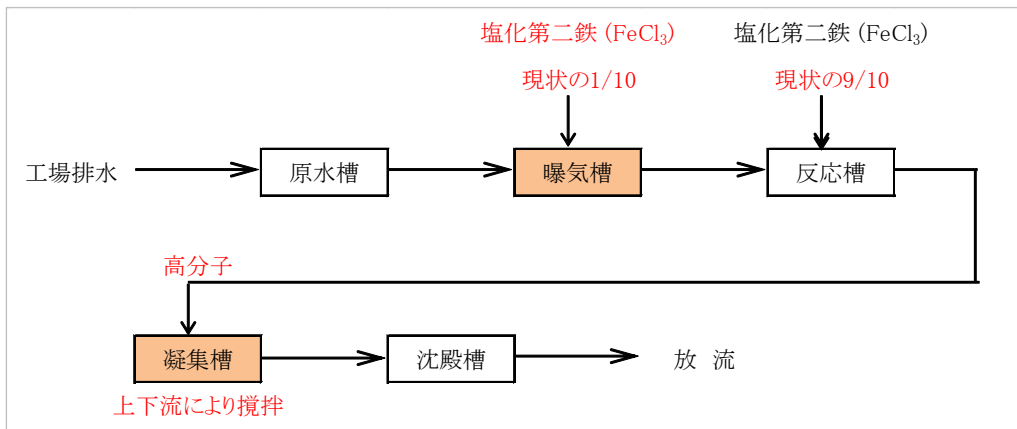 塩化第二鉄 (FeCl₃)
塩化第二鉄 (FeCl₃)
現状の1/10
現状の9/10
工場排水
原水槽
曝気槽
反応槽
高分子
凝集槽
沈殿槽
放 流
上下流により撹拌